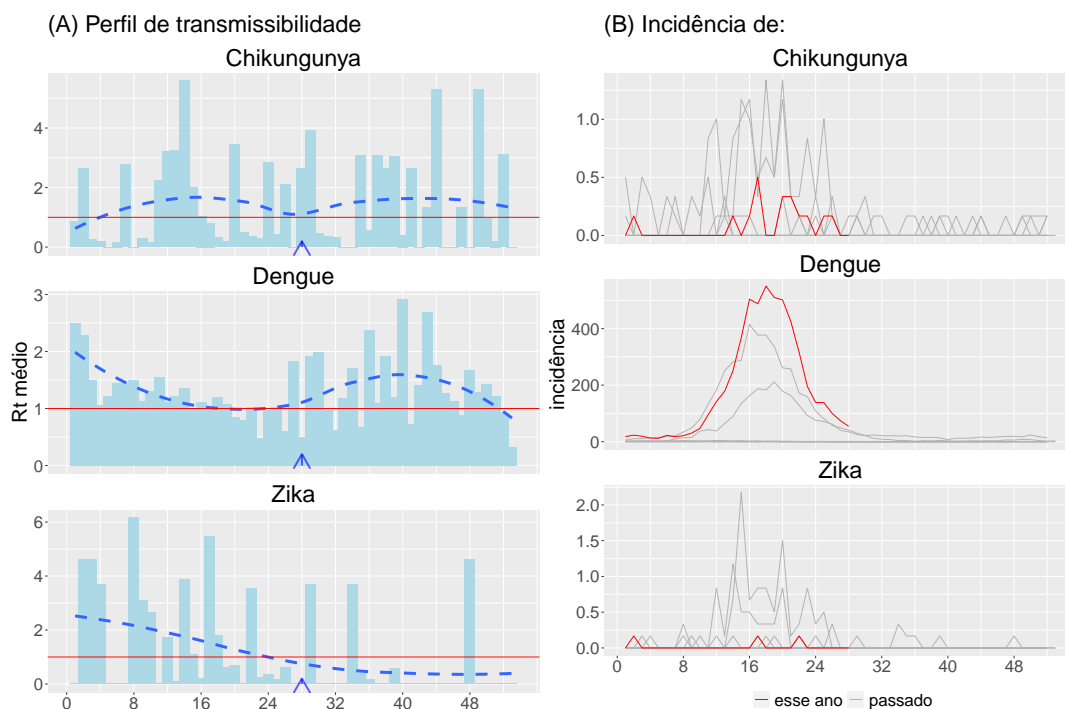 (A) Perfil de transmissibilidade
Chikungunya
4
2
0
Dengue
3
2
1
0
Rt médio
Zika
6
4
2
0
0 8 16 24 32 40 48
(B) Incidência de:
Chikungunya
1.0
0.5
0.0
Dengue
400
200
0
incidência
Zika
2.0
1.5
1.0
0.5
0.0
0 8 16 24 32 40 48
esse ano passado